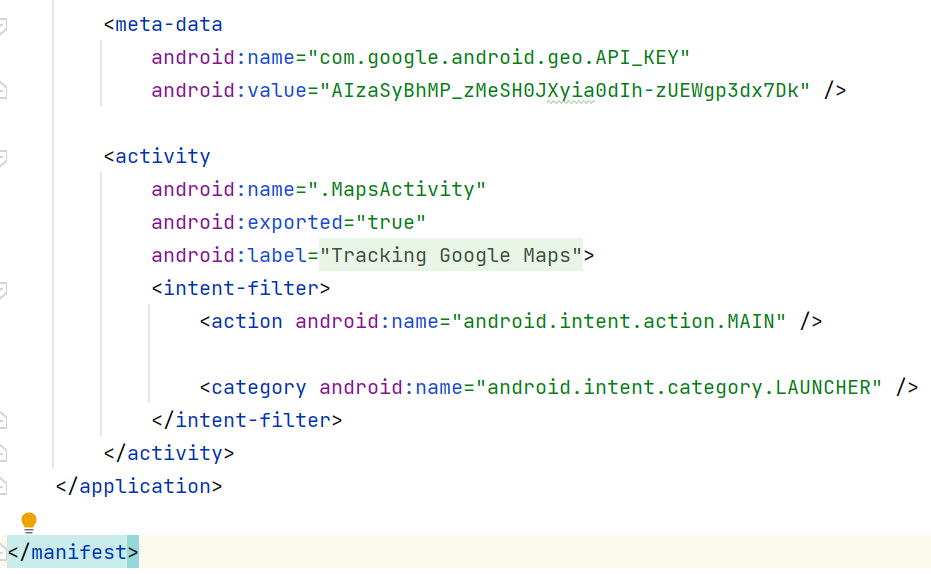 <meta-data
android:name="com.google.android.geo.API_KEY"
android:value="AIzaSyBhMP_zMeSH0JXyia0dIh-zUEWgp3dx7Dk" />
<activity
android:name=".MapsActivity"
android:exported="true"
android:label="Tracking Google Maps">
<intent-filter>
<action android:name="android.intent.action.MAIN" />
<category android:name="android.intent.category.LAUNCHER" />
</intent-filter>
</activity>
</application>
</manifest>